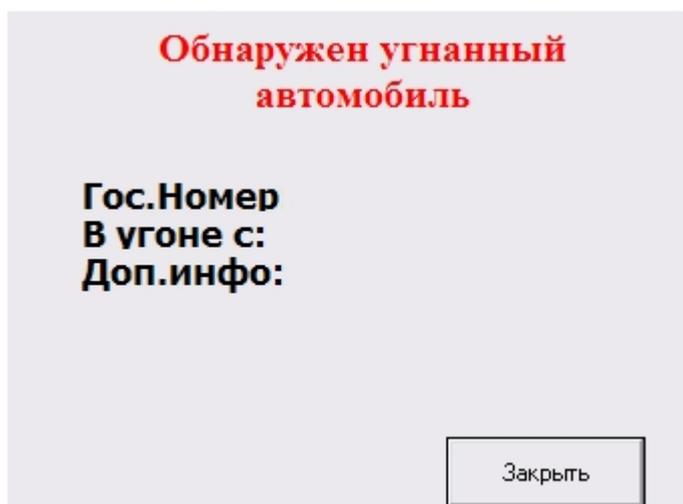 Обнаружен угнанный
автомобиль
Гос.Номер
В угоне с:
Доп.инфо:
Закрыть